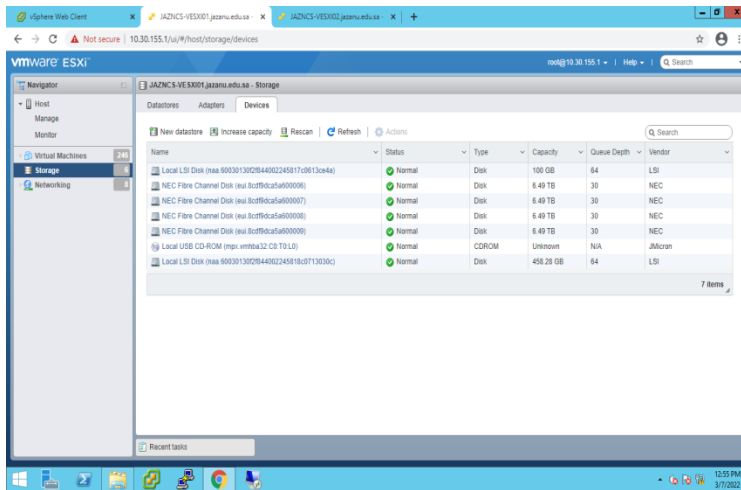 vSphere Web Client
JAZNCS-VESXI01.jazanu.edu.sa -
JAZNCS-VESXI02.jazanu.edu.sa -
Not secure | 10.30.155.1/ui/#/host/storage/devices
vmware ESXi
root@10.30.155.1 | Help | Search
Navigator
JAZNCS-VESXI01.jazanu.edu.sa - Storage
Host
Manage
Monitor
Virtual Machines 246
Storage 6
Networking
Datastores Adapters Devices
New datastore Increase capacity Rescan | Refresh | Actions
Search
Name Status Type Capacity Queue Depth Vendor
Local LSI Disk (naa.60030130f2f844002245817c0613ce4a) Normal Disk 100 GB 64 LSI
NEC Fibre Channel Disk (eui.8cdf9dca5a600006) Normal Disk 6.49 TB 30 NEC
NEC Fibre Channel Disk (eui.8cdf9dca5a600007) Normal Disk 6.49 TB 30 NEC
NEC Fibre Channel Disk (eui.8cdf9dca5a600008) Normal Disk 6.49 TB 30 NEC
NEC Fibre Channel Disk (eui.8cdf9dca5a600009) Normal Disk 6.49 TB 30 NEC
Local USB CD-ROM (mpx.vmhba32:C0:T0:L0) Normal CDROM Unknown N/A JMicron
Local LSI Disk (naa.60030130f2f844002245818c0713030c) Normal Disk 458.28 GB 64 LSI
7 items
Recent tasks
12:55 PM
3/7/2022